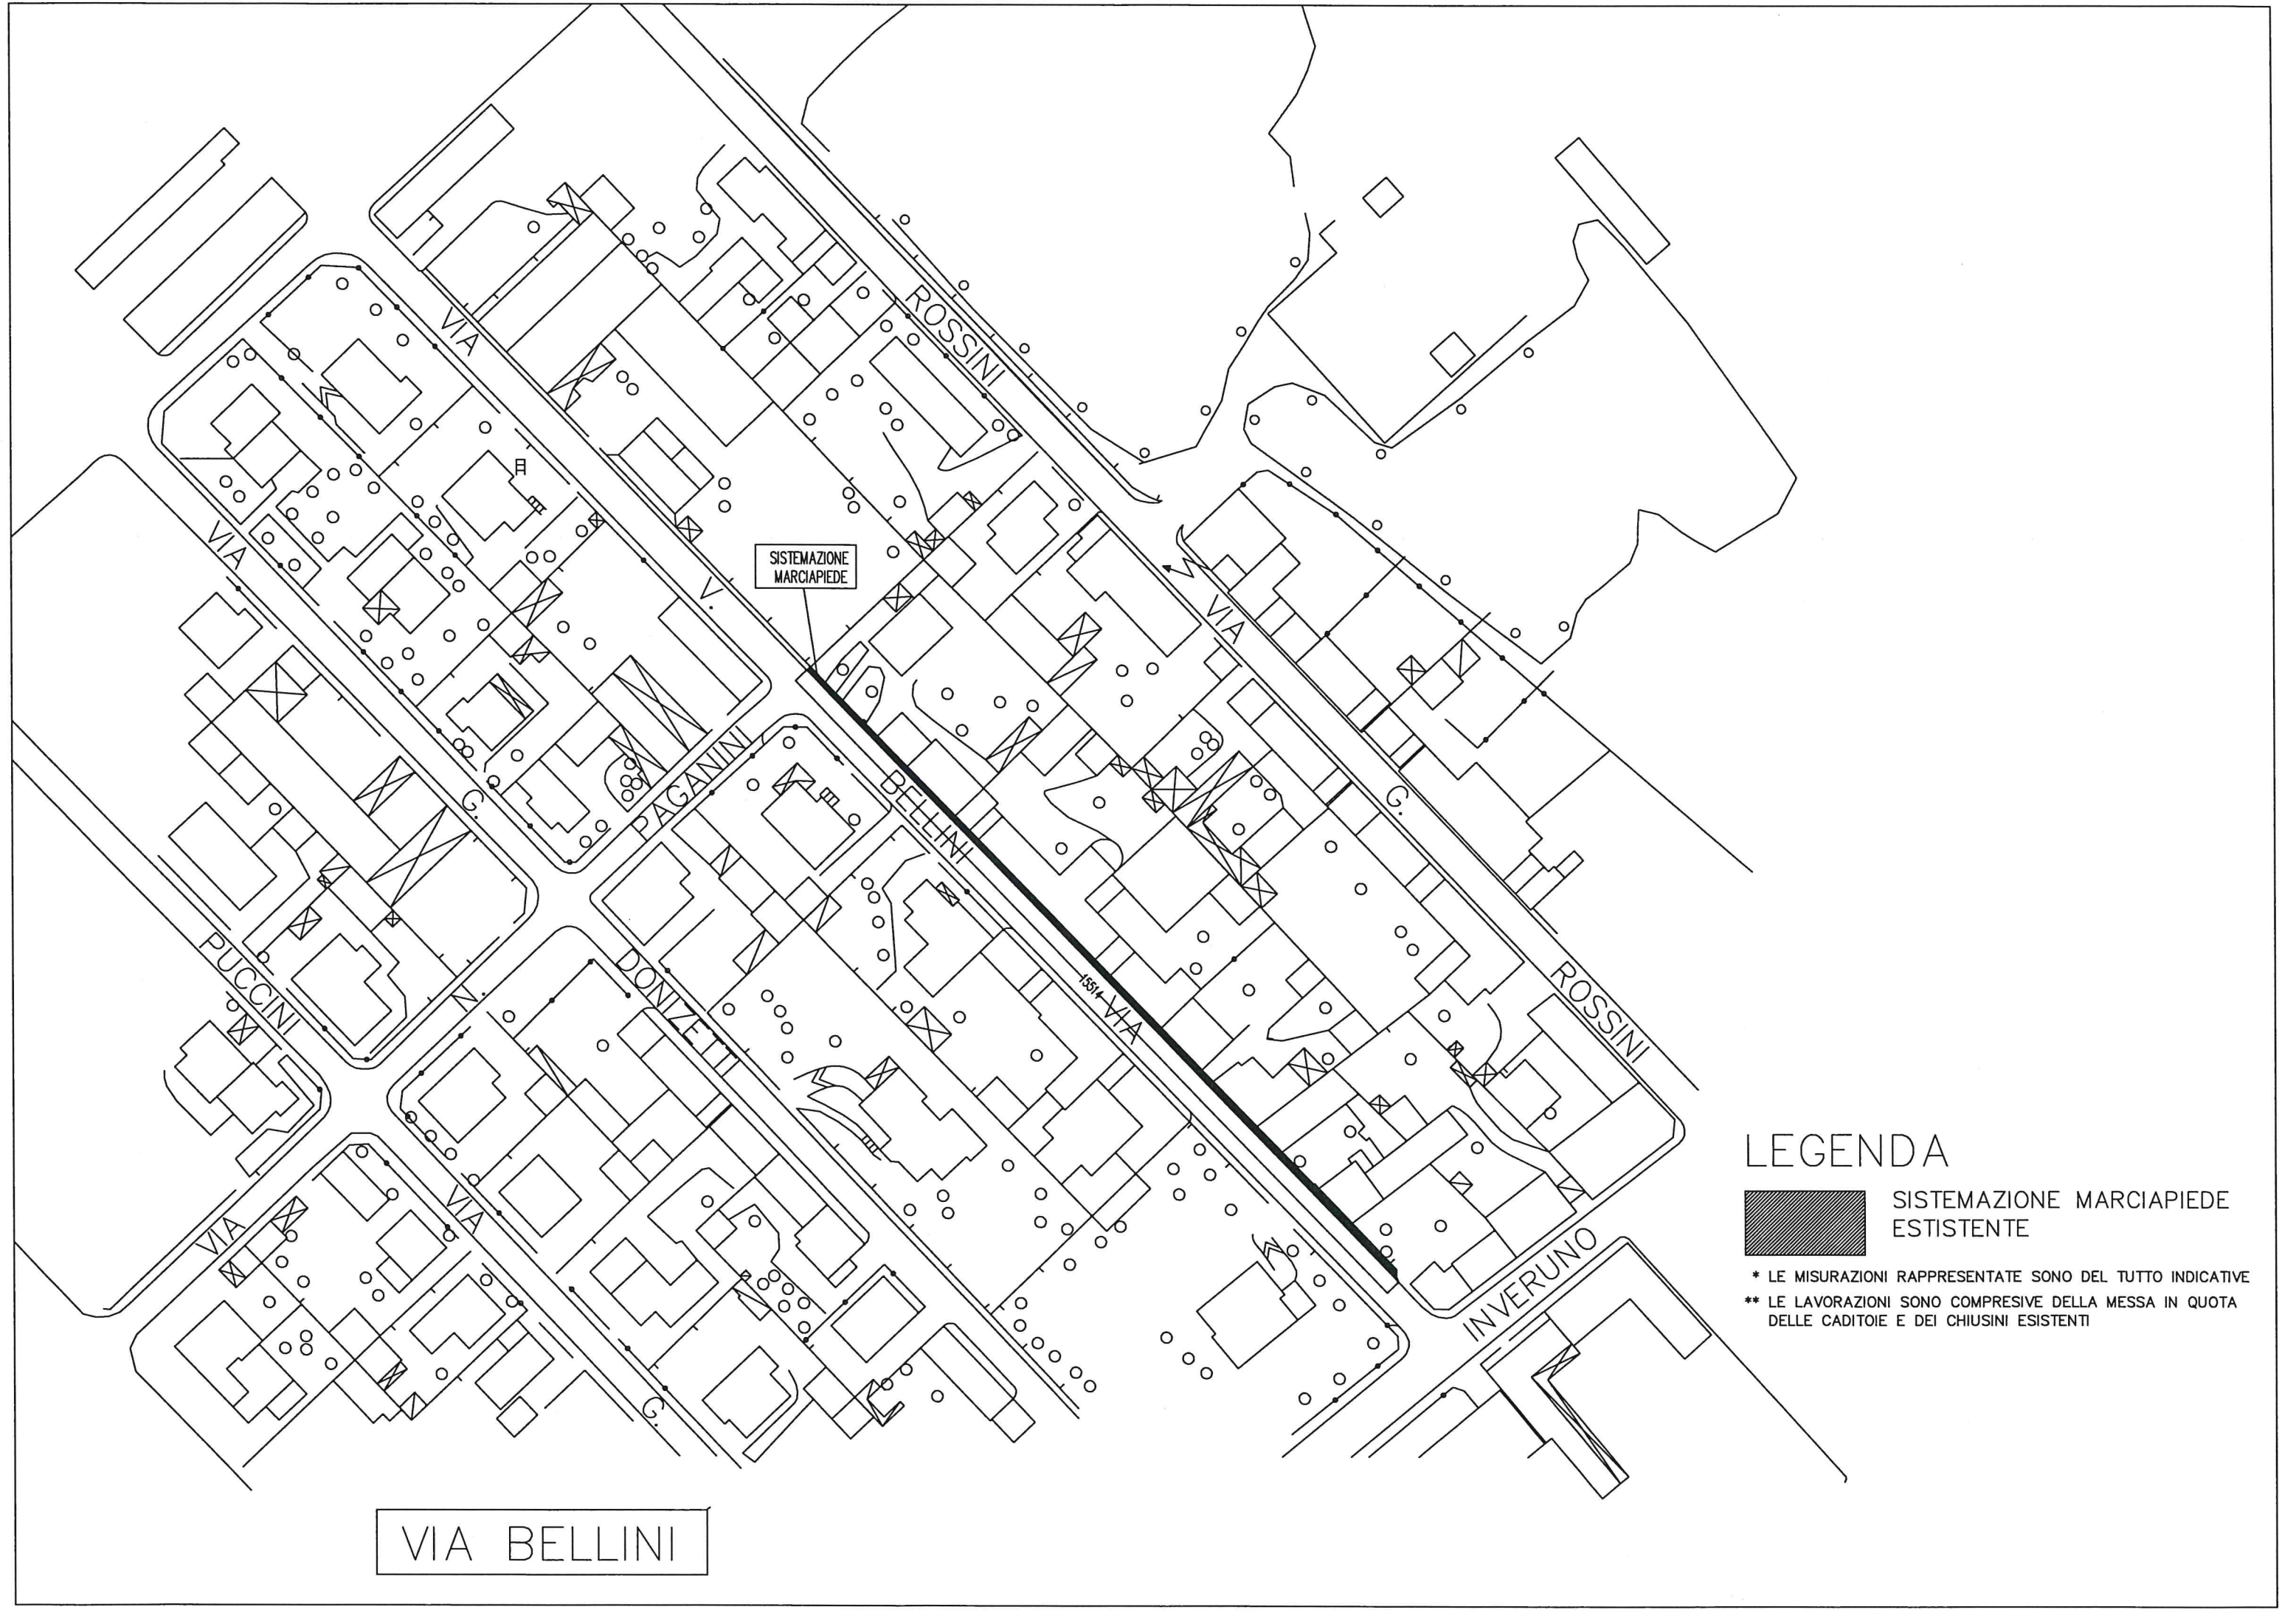 ROSSINI
VIA
VIA
V.
SISTEMAZIONE
MARCIAPIEDE
VIA
G.
PAGANINI
BELLINI
G.
PUCCINI
N.
DONIZE
15514
VIA
ROSSINI
VIA
VIA
INVERUNO
G.
LEGENDA
SISTEMAZIONE MARCIAPIEDE
ESTISTENTE
* LE MISURAZIONI RAPPRESENTATE SONO DEL TUTTO INDICATIVE
** LE LAVORAZIONI SONO COMPRESIVE DELLA MESSA IN QUOTA
DELLE CADITOIE E DEI CHIUSINI ESISTENTI
VIA BELLINI